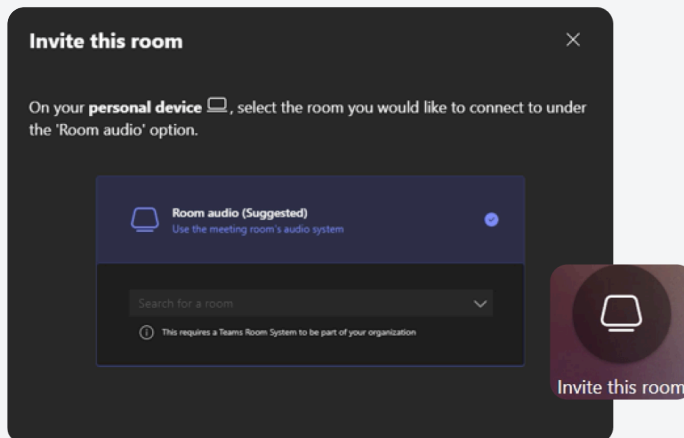 Invite this room
On your personal device, select the room you would like to connect to under
the 'Room audio' option.
Room audio (Suggested)
Use the meeting room's audio system
Search for a room
This requires a Teams Room System to be part of your organization
Invite this room